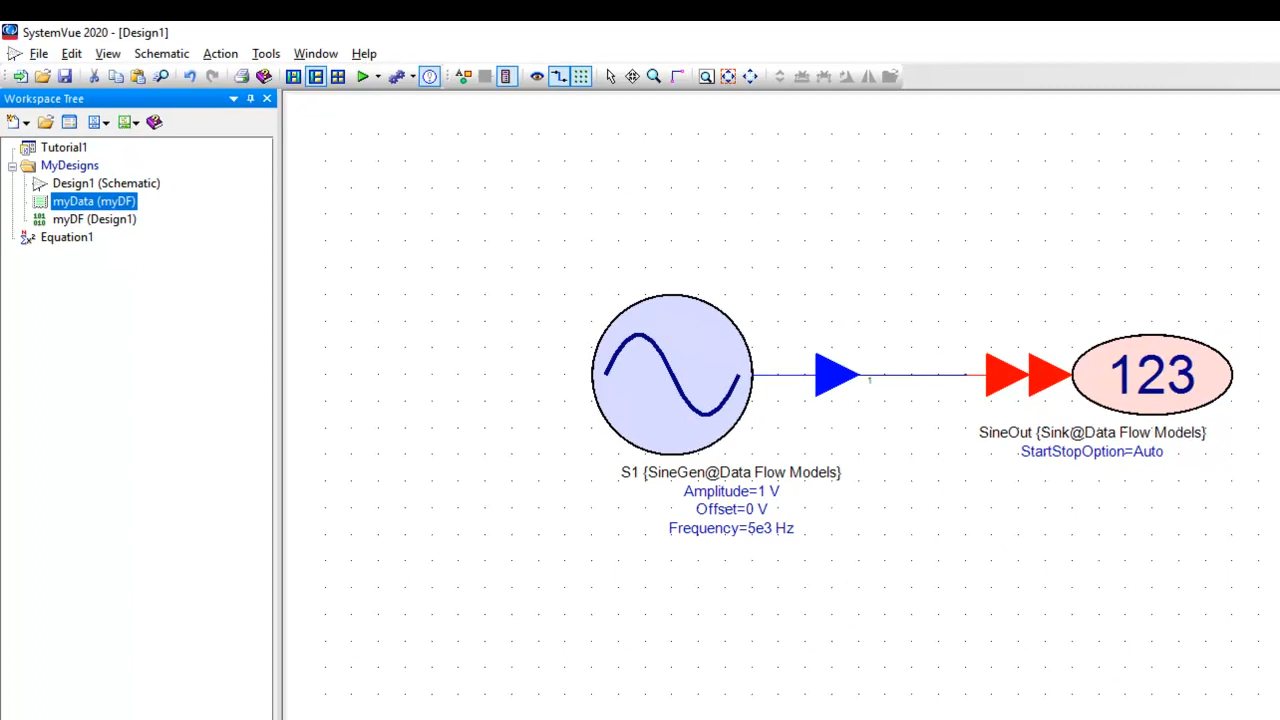 SystemVue 2020 - [Design1]
File Edit View Schematic Action Tools Window Help
Workspace Tree
Tutorial1
MyDesigns
Design1 (Schematic)
myData (myDF)
myDF (Design1)
Equation1
1
123
SineOut {Sink@Data Flow Models}
StartStopOption=Auto
S1 {SineGen@Data Flow Models}
Amplitude=1 V
Offset=0 V
Frequency=5e3 Hz